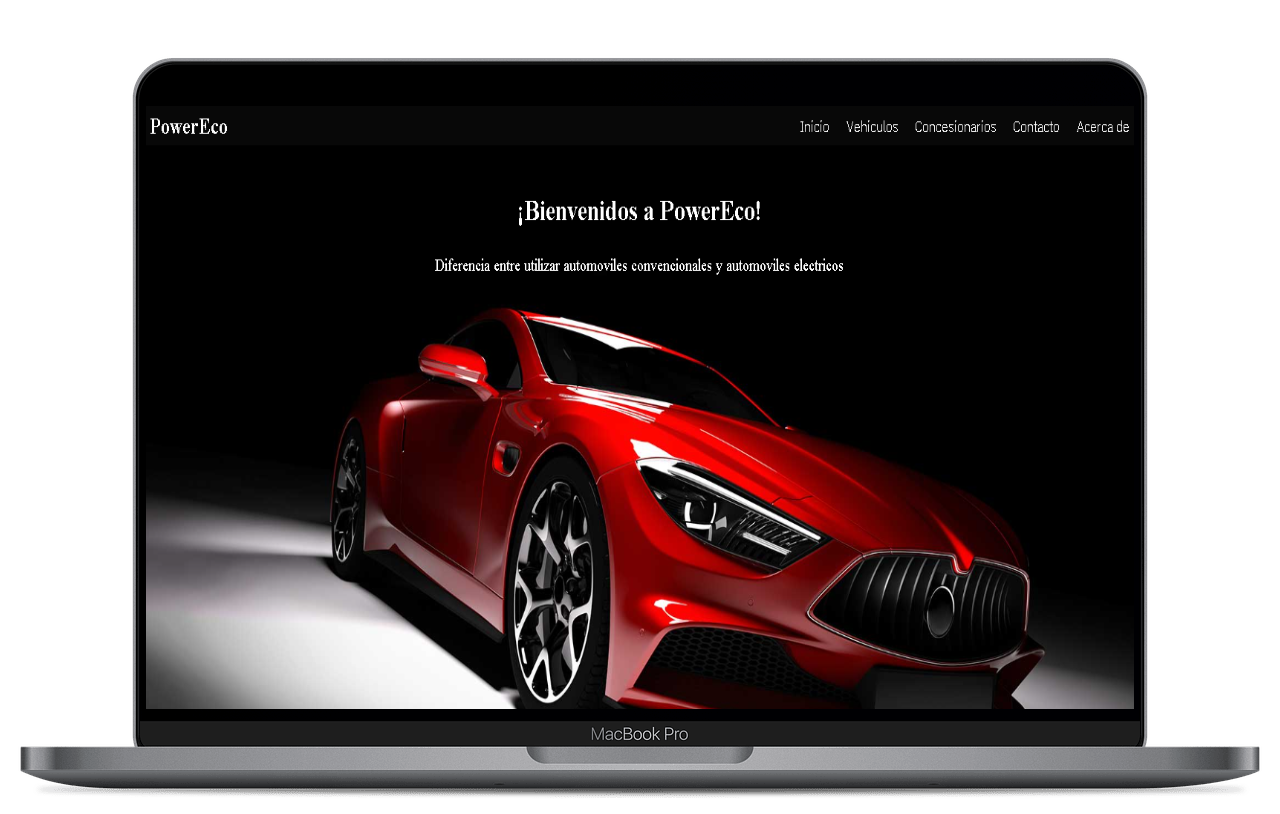 PowerEco
Inicio Vehiculos Concesionarios Contacto Acerca de
¡Bienvenidos a PowerEco!
Diferencia entre utilizar automoviles convencionales y automoviles electricos
MacBook Pro